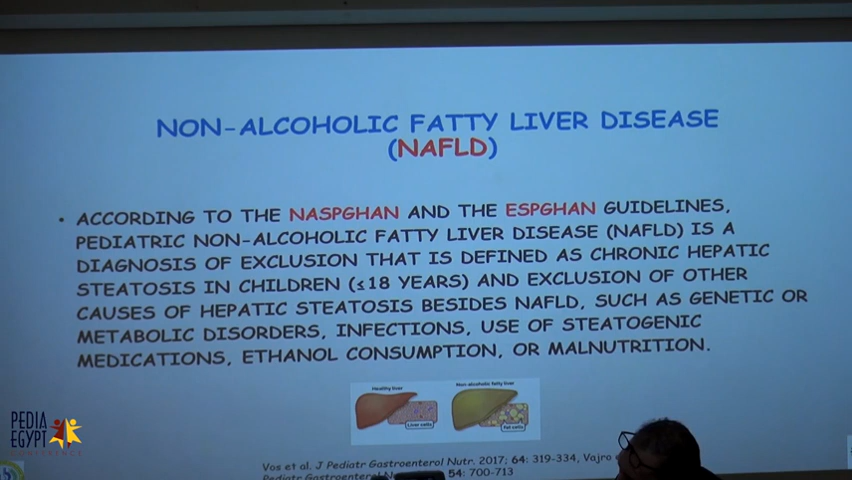 NON-ALCOHOLIC FATTY LIVER DISEASE
(NAFLD)
• ACCORDING TO THE NASPGHAN AND THE ESPGHAN GUIDELINES,
PEDIATRIC NON-ALCOHOLIC FATTY LIVER DISEASE (NAFLD) IS A
DIAGNOSIS OF EXCLUSION THAT IS DEFINED AS CHRONIC HEPATIC
STEATOSIS IN CHILDREN (≤18 YEARS) AND EXCLUSION OF OTHER
CAUSES OF HEPATIC STEATOSIS BESIDES NAFLD, SUCH AS GENETIC OR
METABOLIC DISORDERS, INFECTIONS, USE OF STEATOGENIC
MEDICATIONS, ETHANOL CONSUMPTION, OR MALNUTRITION.
Healthy liver
Non-alcoholic fatty liver
Liver cells
Fat cells
PEDIA
EGYPT
CONFERENCE
Vos et al. J Pediatr Gastroenterol Nutr. 2017; 64: 319-334, Vajro
Pediatr Gastroenterol 54: 700-713